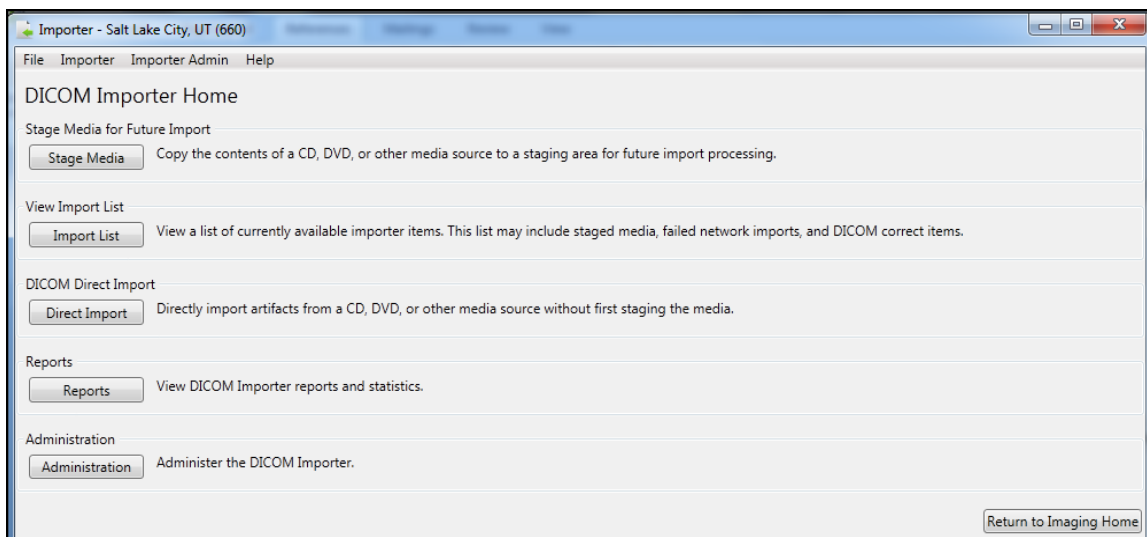 Importer - Salt Lake City, UT (660)
File Importer Importer Admin Help
DICOM Importer Home
Stage Media for Future Import
Stage Media Copy the contents of a CD, DVD, or other media source to a staging area for future import processing.
View Import List
Import List View a list of currently available importer items. This list may include staged media, failed network imports, and DICOM correct items.
DICOM Direct Import
Direct Import Directly import artifacts from a CD, DVD, or other media source without first staging the media.
Reports
Reports View DICOM Importer reports and statistics.
Administration
Administration Administer the DICOM Importer.
Return to Imaging Home